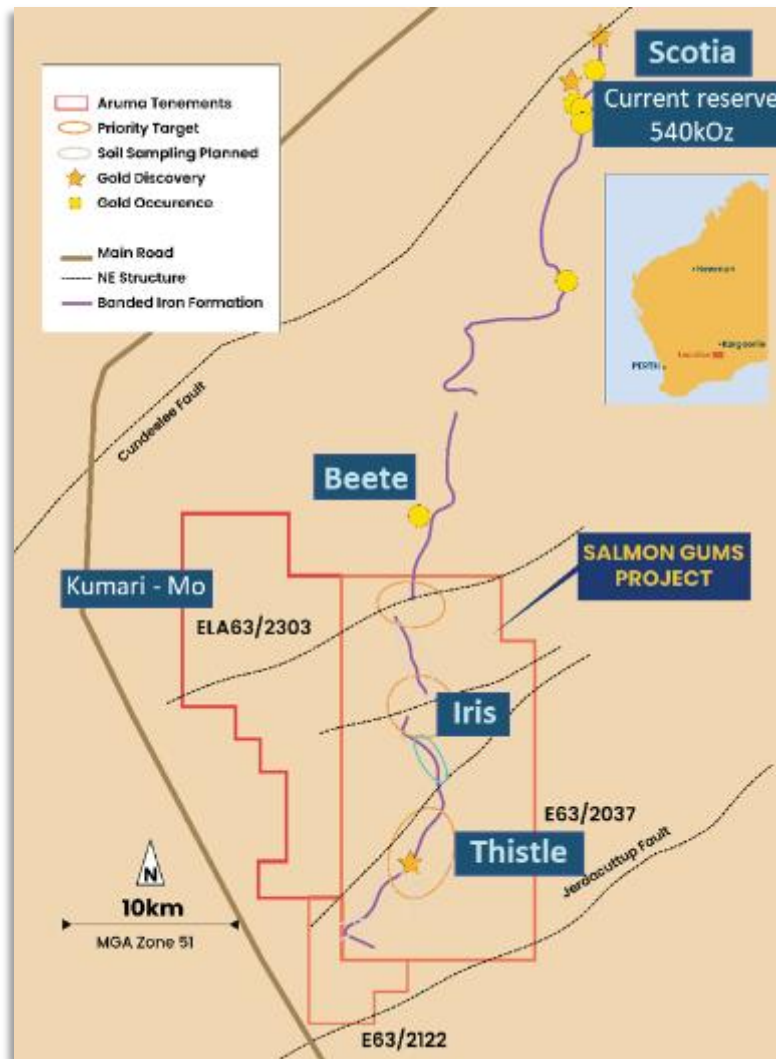 Scotia
Current reserve
540kOz
Aruma Tenements
Priority Target
Soil Sampling Planned
Gold Discovery
Gold Occurence
Main Road
NE Structure
Banded Iron Formation
Kalgoorlie
PERTH
Cundeelee Fault
Beete
SALMON GUMS
PROJECT
Kumari - Mo
ELA63/2303
Iris
E63/2037
Thistle
Jerdacuttup Fault
N
10km
MGA Zone 51
E63/2122